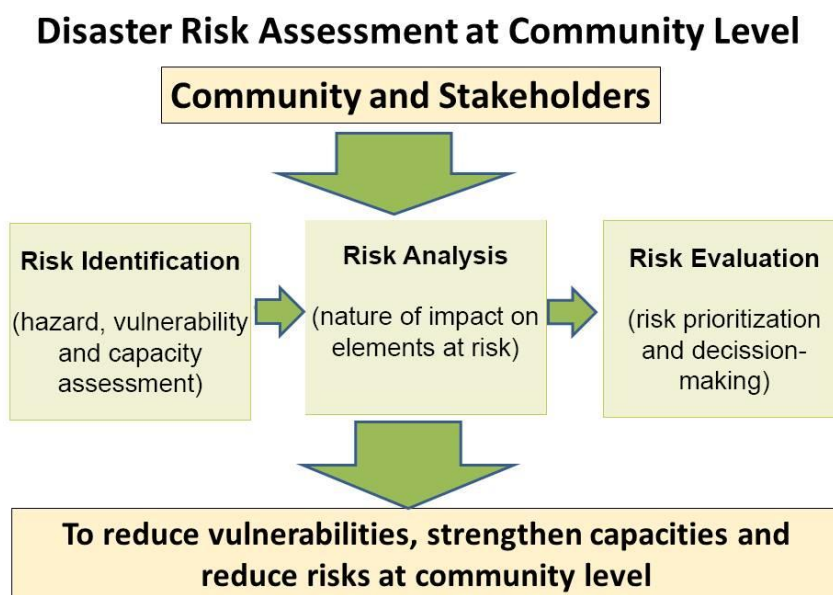 Disaster Risk Assessment at Community Level
Community and Stakeholders
Risk Identification
(hazard, vulnerability
and capacity
assessment)
Risk Analysis
(nature of impact on
elements at risk)
Risk Evaluation
(risk prioritization
and decission-
making)
To reduce vulnerabilities, strengthen capacities and
reduce risks at community level